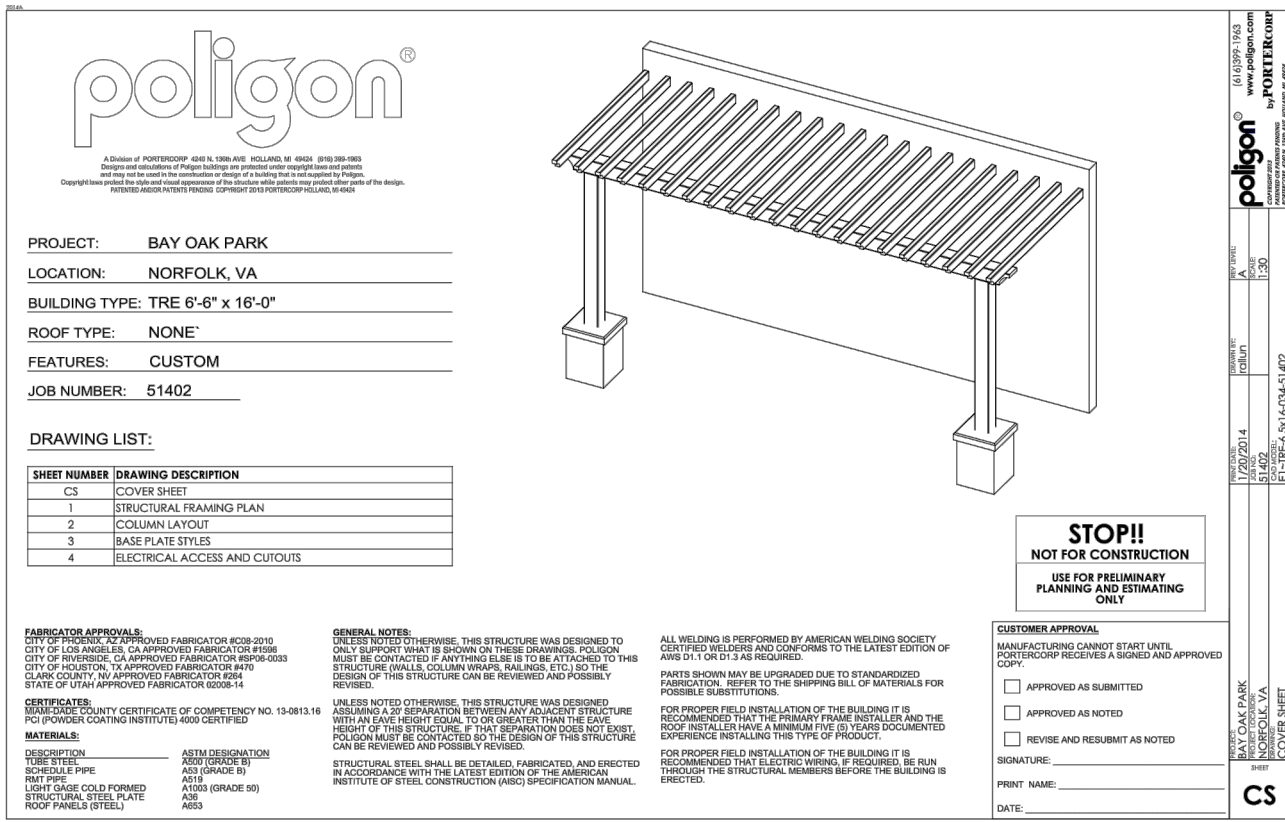 2014A
poligon®
A Division of PORTERCORP 4240 N. 136th AVE HOLLAND, MI 49424 (616) 399-1963
Designs and calculations of Poligon buildings are protected under copyright laws and patents
and may not be used in the construction or design of a building that is not supplied by Poligon.
Copyright laws protect the style and visual appearance of the structure while patents may protect other parts of the design.
PATENTED AND/OR PATENTS PENDING COPYRIGHT 2013 PORTERCORP HOLLAND, MI 49424
PROJECT: BAY OAK PARK
LOCATION: NORFOLK, VA
BUILDING TYPE: TRE 6'-6" x 16'-0"
ROOF TYPE: NONE`
FEATURES: CUSTOM
JOB NUMBER: 51402
DRAWING LIST:
SHEET NUMBER DRAWING DESCRIPTION
CS COVER SHEET
1 STRUCTURAL FRAMING PLAN
2 COLUMN LAYOUT
3 BASE PLATE STYLES
4 ELECTRICAL ACCESS AND CUTOUTS
FABRICATOR APPROVALS:
CITY OF PHOENIX, AZ APPROVED FABRICATOR #C08-2010
CITY OF LOS ANGELES, CA APPROVED FABRICATOR #1596
CITY OF RIVERSIDE, CA APPROVED FABRICATOR #SP06-0033
CITY OF HOUSTON, TX APPROVED FABRICATOR #470
CLARK COUNTY, NV APPROVED FABRICATOR #264
STATE OF UTAH APPROVED FABRICATOR 02008-14
CERTIFICATES:
MIAMI-DADE COUNTY CERTIFICATE OF COMPETENCY NO. 13-0813.16
PCI (POWDER COATING INSTITUTE) 4000 CERTIFIED
MATERIALS:
DESCRIPTION ASTM DESIGNATION
TUBE STEEL A500 (GRADE B)
SCHEDULE PIPE A53 (GRADE B)
RMT PIPE A519
LIGHT GAGE COLD FORMED A1003 (GRADE 50)
STRUCTURAL STEEL PLATE A36
ROOF PANELS (STEEL) A653
GENERAL NOTES:
UNLESS NOTED OTHERWISE, THIS STRUCTURE WAS DESIGNED TO
ONLY SUPPORT WHAT IS SHOWN ON THESE DRAWINGS. POLIGON
MUST BE CONTACTED IF ANYTHING ELSE IS TO BE ATTACHED TO THIS
STRUCTURE (WALLS, COLUMN WRAPS, RAILINGS, ETC.) SO THE
DESIGN OF THIS STRUCTURE CAN BE REVIEWED AND POSSIBLY
REVISED.
UNLESS NOTED OTHERWISE, THIS STRUCTURE WAS DESIGNED
ASSUMING A 20' SEPARATION BETWEEN ANY ADJACENT STRUCTURE
WITH AN EAVE HEIGHT EQUAL TO OR GREATER THAN THE EAVE
HEIGHT OF THIS STRUCTURE. IF THAT SEPARATION DOES NOT EXIST,
POLIGON MUST BE CONTACTED SO THE DESIGN OF THIS STRUCTURE
CAN BE REVIEWED AND POSSIBLY REVISED.
STRUCTURAL STEEL SHALL BE DETAILED, FABRICATED, AND ERECTED
IN ACCORDANCE WITH THE LATEST EDITION OF THE AMERICAN
INSTITUTE OF STEEL CONSTRUCTION (AISC) SPECIFICATION MANUAL.
ALL WELDING IS PERFORMED BY AMERICAN WELDING SOCIETY
CERTIFIED WELDERS AND CONFORMS TO THE LATEST EDITION OF
AWS D1.1 OR D1.3 AS REQUIRED.
PARTS SHOWN MAY BE UPGRADED DUE TO STANDARDIZED
FABRICATION. REFER TO THE SHIPPING BILL OF MATERIALS FOR
POSSIBLE SUBSTITUTIONS.
FOR PROPER FIELD INSTALLATION OF THE BUILDING IT IS
RECOMMENDED THAT THE PRIMARY FRAME INSTALLER AND THE
ROOF INSTALLER HAVE A MINIMUM FIVE (5) YEARS DOCUMENTED
EXPERIENCE INSTALLING THIS TYPE OF PRODUCT.
FOR PROPER FIELD INSTALLATION OF THE BUILDING IT IS
RECOMMENDED THAT ELECTRIC WIRING, IF REQUIRED, BE RUN
THROUGH THE STRUCTURAL MEMBERS BEFORE THE BUILDING IS
ERECTED.
STOP!!
NOT FOR CONSTRUCTION
USE FOR PRELIMINARY
PLANNING AND ESTIMATING
ONLY
CUSTOMER APPROVAL
MANUFACTURING CANNOT START UNTIL
PORTERCORP RECEIVES A SIGNED AND APPROVED
COPY.
APPROVED AS SUBMITTED
APPROVED AS NOTED
REVISE AND RESUBMIT AS NOTED
SIGNATURE:
PRINT NAME:
DATE:
(616)399-1963
www.poligon.com
by PORTERCORP
poligon®
COPYRIGHT 2013
PATENTED OR PATENTS PENDING
REV LEVEL:
A
SCALE:
1:30
DRAWN BY:
rallun
PRINT DATE:
1/20/2014
JOB NO:
51402
CAD MODEL:
PROJECT:
BAY OAK PARK
PROJECT LOCATION:
NORFOLK, VA
DRAWING:
COVER SHEET
SHEET
CS